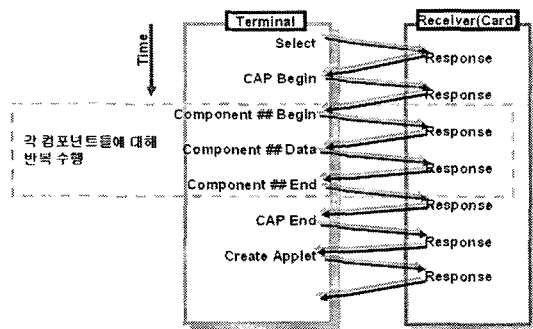 Terminal
Receiver(Card)
Time
Select
Response
CAP Begin
Response
Component ## Begin
Response
각 컴포넌트들에 대해
반복 수행
Component ## Data
Response
Component ## End
Response
CAP End
Response
Create Applet
Response